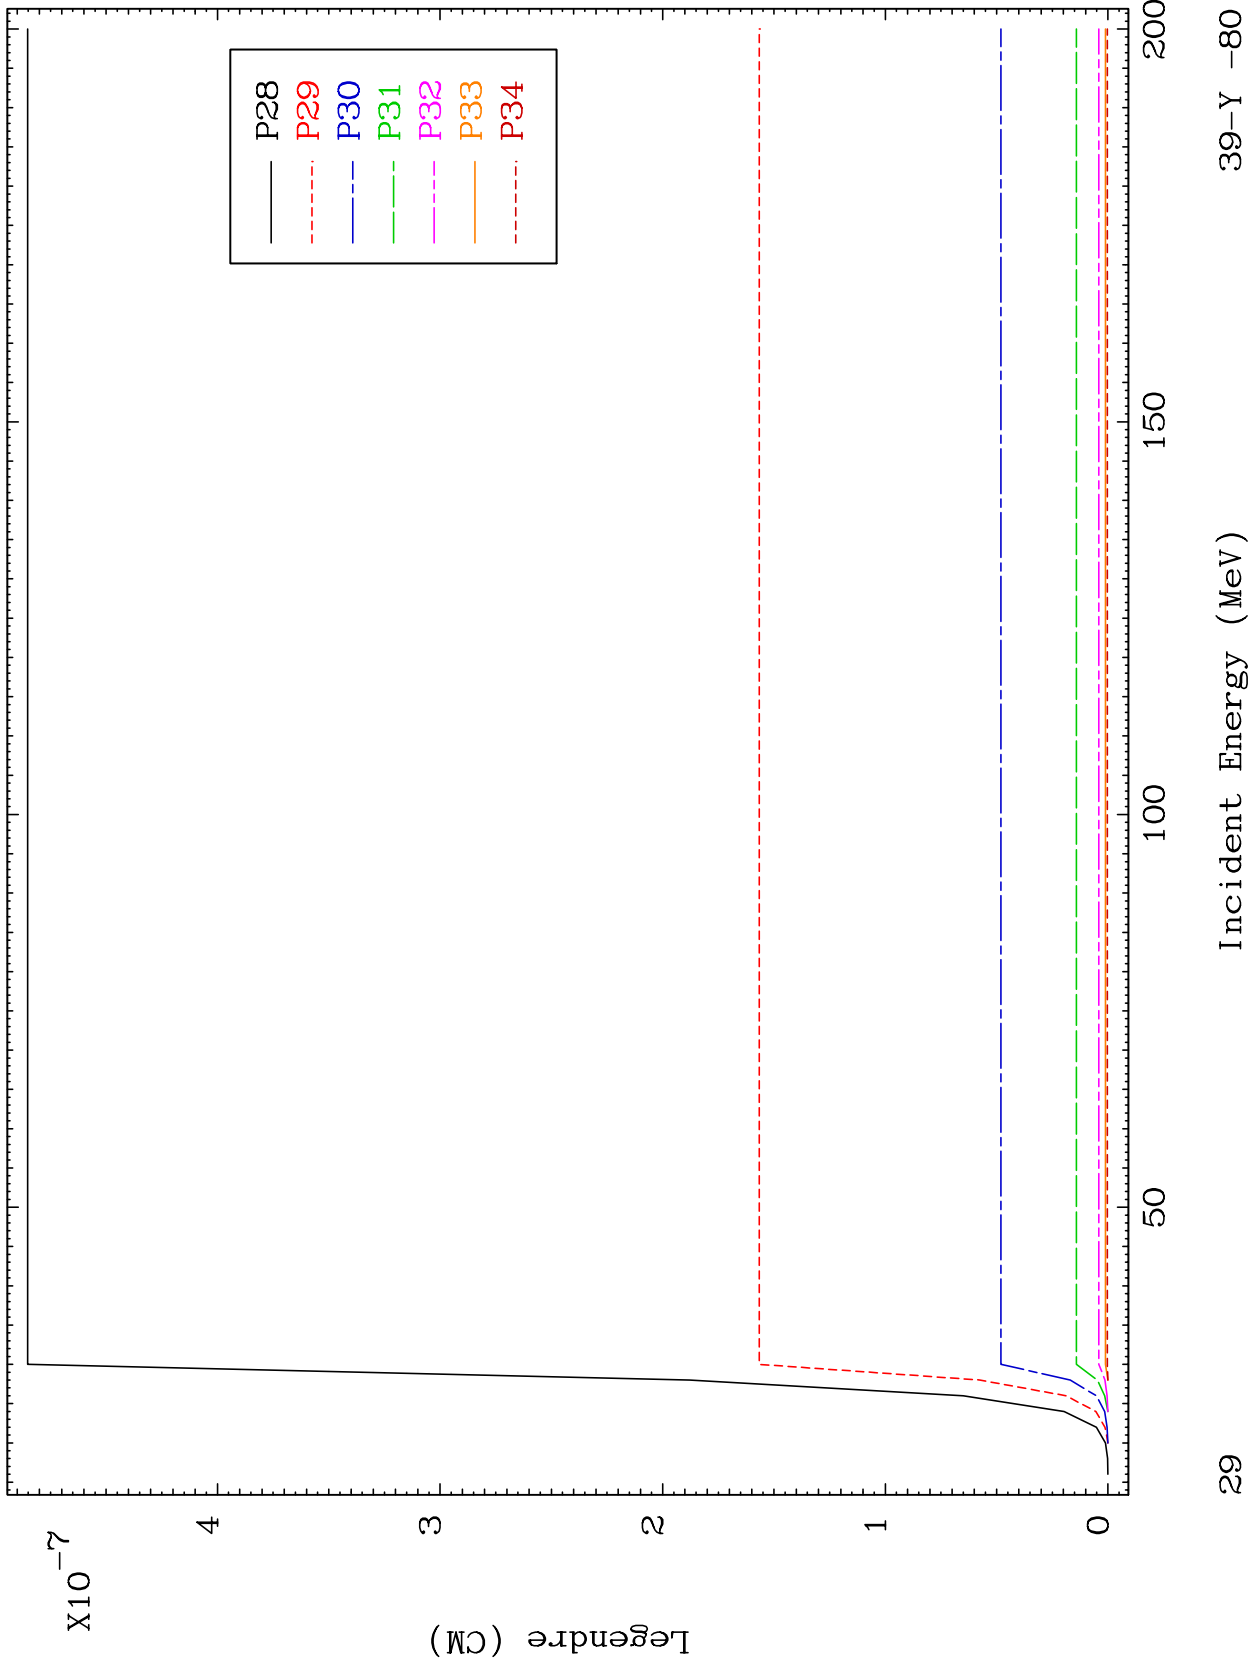 X10-7
4
3
2
1
0
Legendre (CM)
P28
P29
P30
P31
P32
P33
P34
50
100
150
200
Incident Energy (MeV)
29
39-Y -80